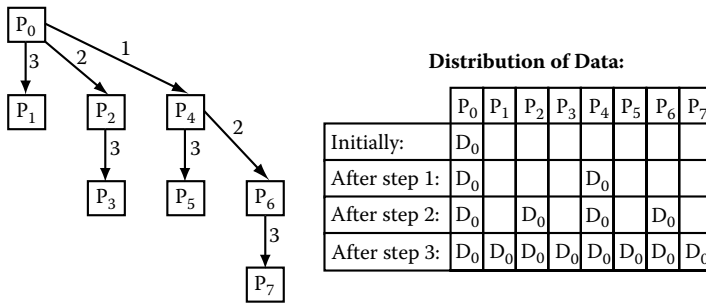 P₀
1
3
2
P₁
P₂
P₄
2
3
3
P₃
P₅
P₆
3
P₇
Distribution of Data:
P₀ P₁ P₂ P₃ P₄ P₅ P₆ P₇
Initially: D₀
After step 1: D₀ D₀
After step 2: D₀ D₀ D₀ D₀
After step 3: D₀ D₀ D₀ D₀ D₀ D₀ D₀ D₀